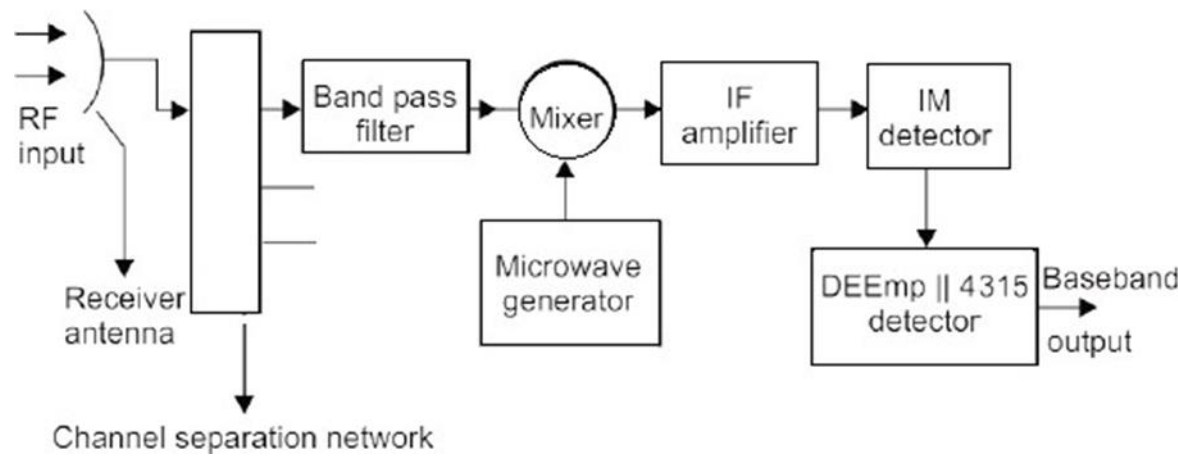 RF
input
Receiver
antenna
Channel separation network
Band pass
filter
Mixer
Microwave
generator
IF
amplifier
IM
detector
DEEmp || 4315
detector
Baseband
output